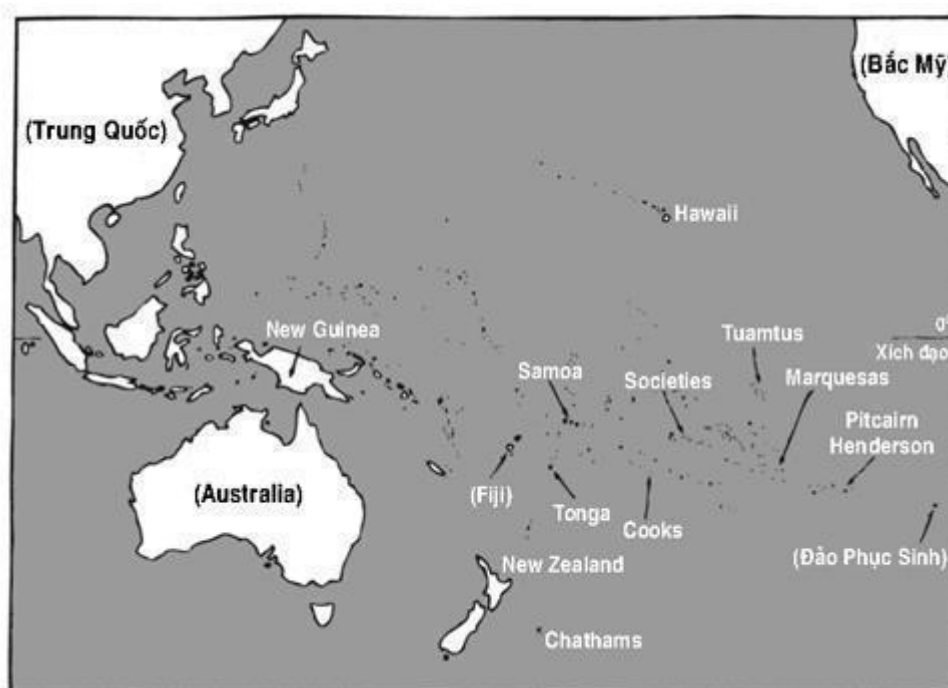 (Bắc Mỹ)
(Trung Quốc)
Hawaii
0°
Xích đạo
0°
New Guinea
Tuamtus
Samoa
Societies
Marquesas
Pitcairn
Henderson
(Australia)
(Fiji)
Tonga
Cooks
(Đảo Phục Sinh)
New Zealand
Chathams